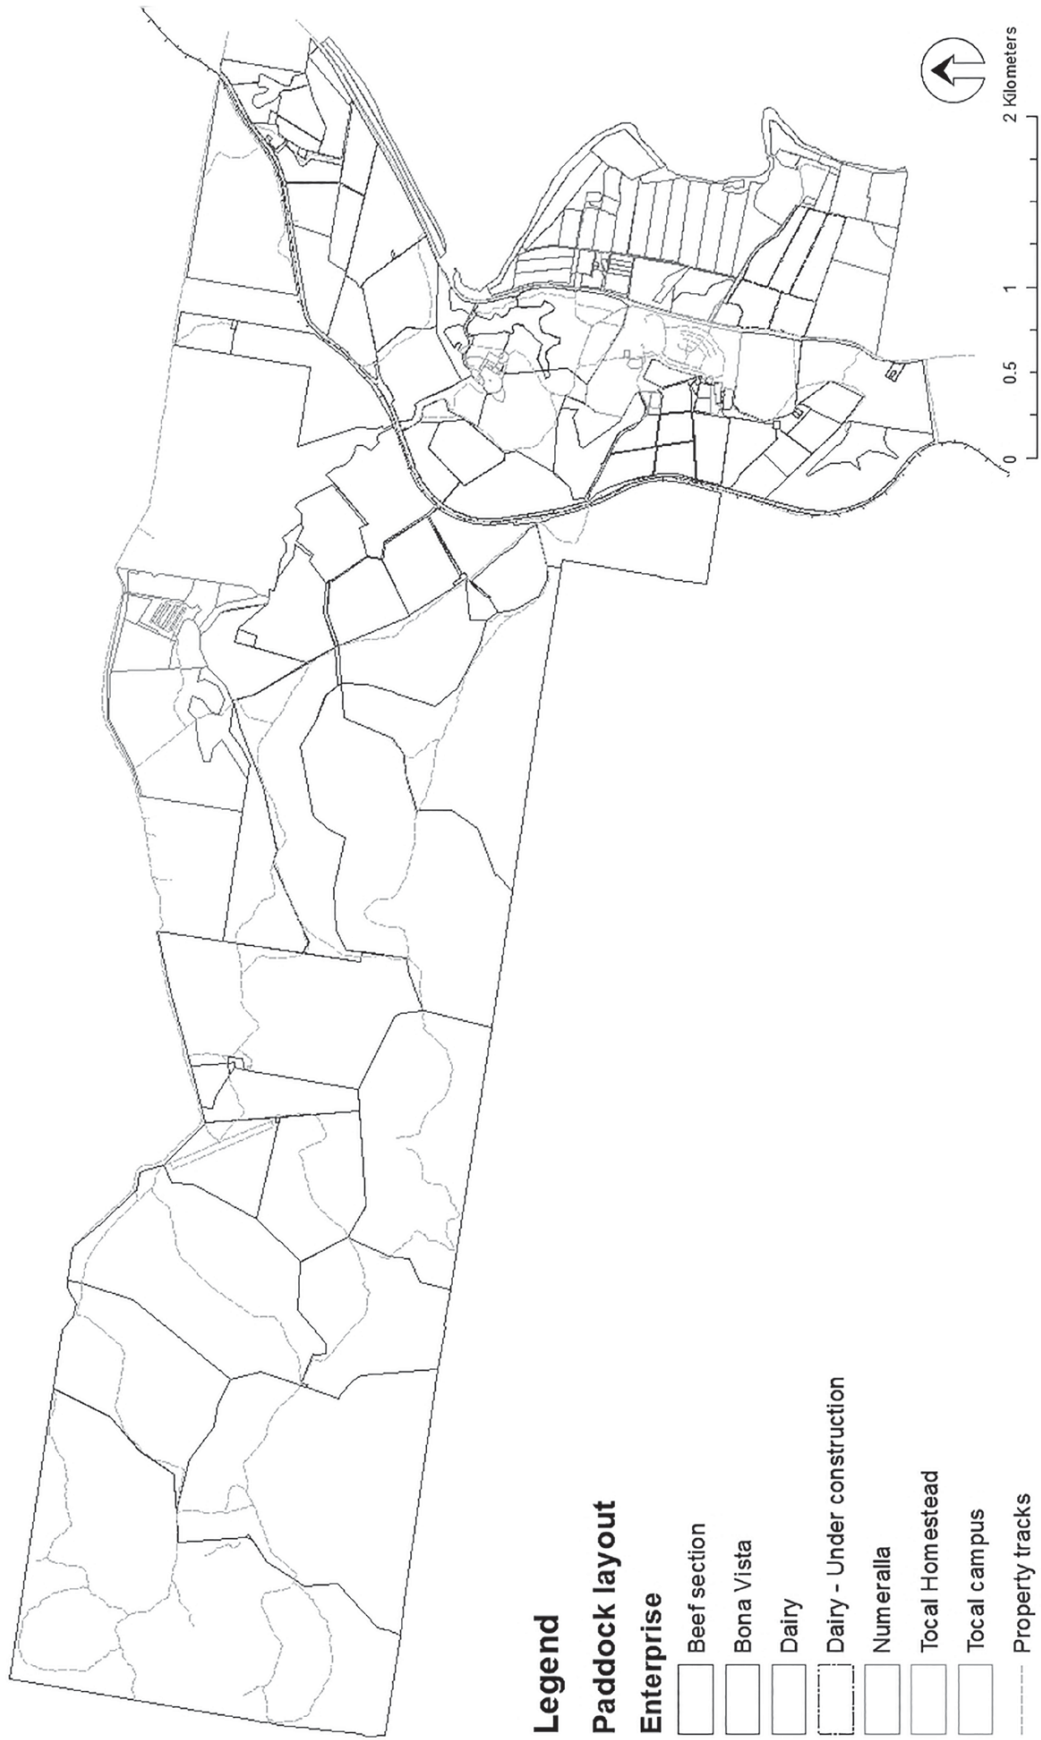 Legend
Paddock layout
Enterprise
Beef section
Bona Vista
Dairy
Dairy - Under construction
Numeralla
Tocal Homestead
Tocal campus
Property tracks
0 0.5 1 2 Kilometers